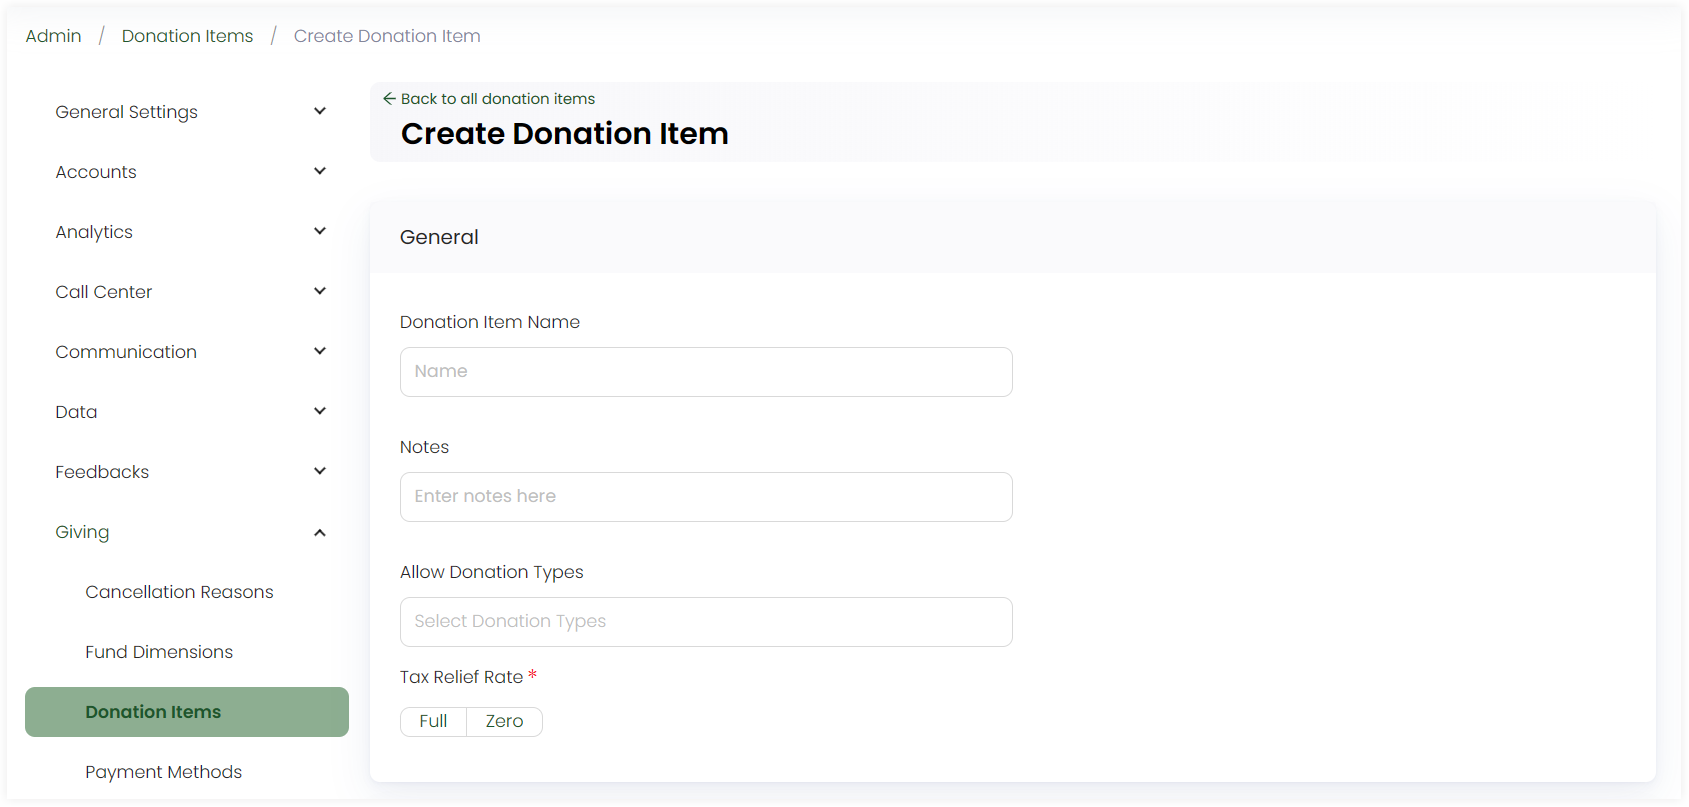 Admin / Donation Items / Create Donation Item
General Settings
Accounts
Analytics
Call Center
Communication
Data
Feedbacks
Giving
Cancellation Reasons
Fund Dimensions
Donation Items
Payment Methods
← Back to all donation items
Create Donation Item
General
Donation Item Name
Name
Notes
Enter notes here
Allow Donation Types
Select Donation Types
Tax Relief Rate *
Full Zero